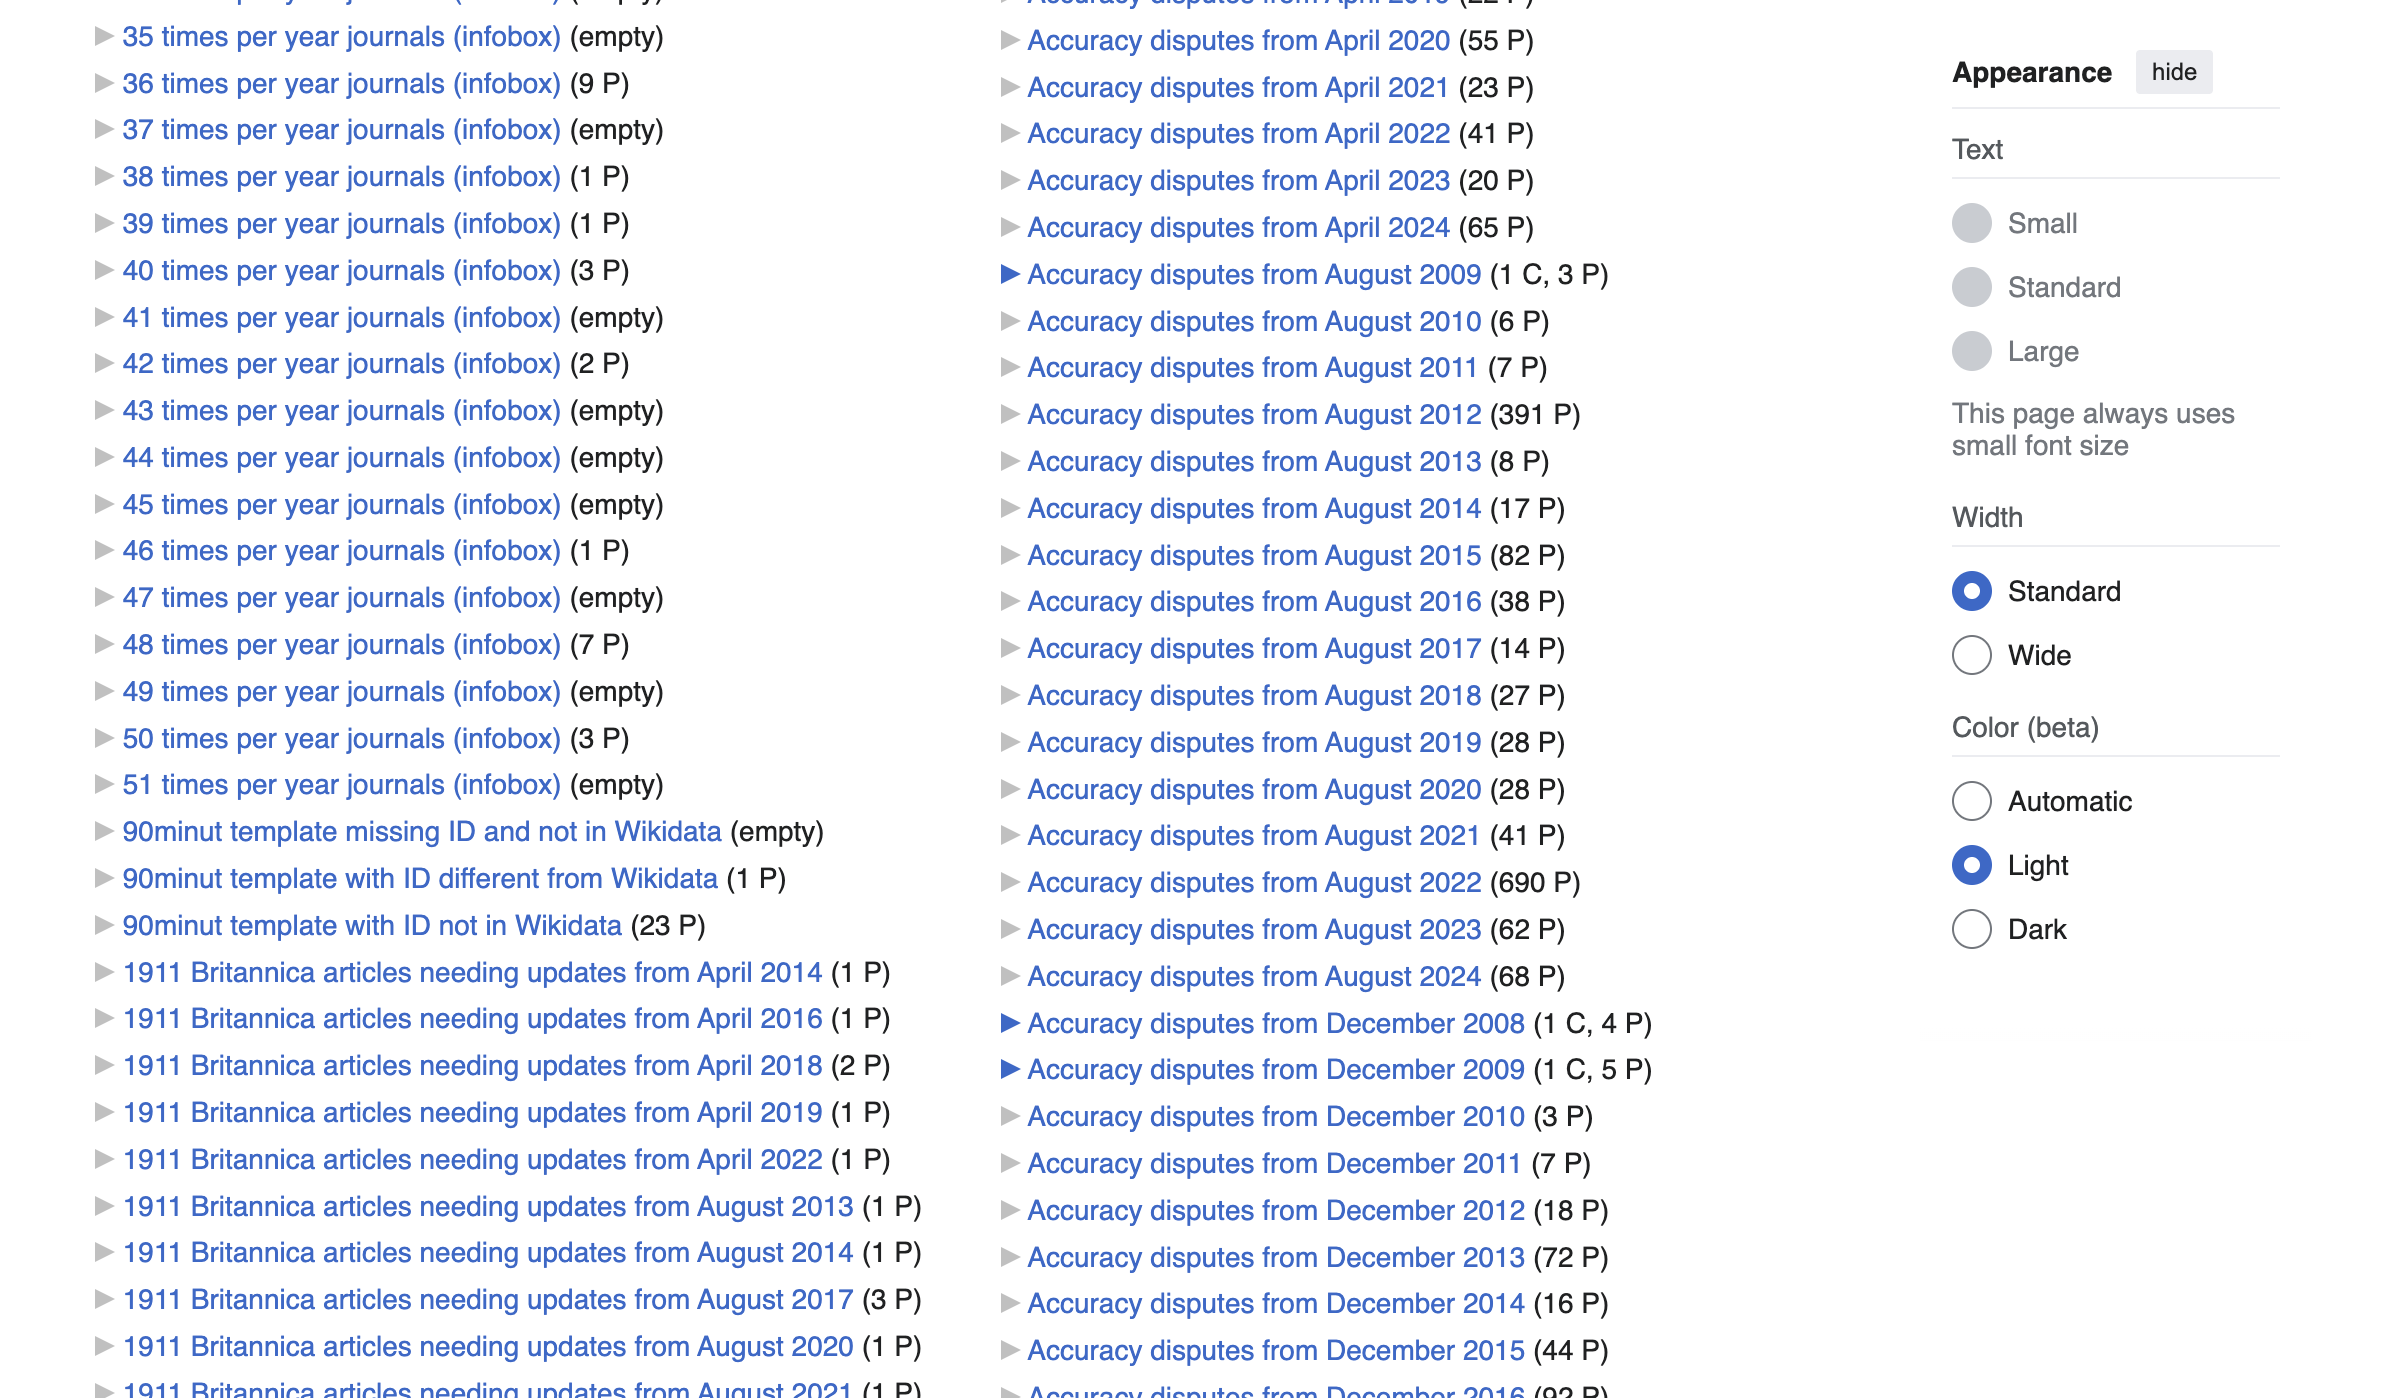 35 times per year journals (infobox) (empty)
36 times per year journals (infobox) (9 P)
37 times per year journals (infobox) (empty)
38 times per year journals (infobox) (1 P)
39 times per year journals (infobox) (1 P)
40 times per year journals (infobox) (3 P)
41 times per year journals (infobox) (empty)
42 times per year journals (infobox) (2 P)
43 times per year journals (infobox) (empty)
44 times per year journals (infobox) (empty)
45 times per year journals (infobox) (empty)
46 times per year journals (infobox) (1 P)
47 times per year journals (infobox) (empty)
48 times per year journals (infobox) (7 P)
49 times per year journals (infobox) (empty)
50 times per year journals (infobox) (3 P)
51 times per year journals (infobox) (empty)
90minut template missing ID and not in Wikidata (empty)
90minut template with ID different from Wikidata (1 P)
90minut template with ID not in Wikidata (23 P)
1911 Britannica articles needing updates from April 2014 (1 P)
1911 Britannica articles needing updates from April 2016 (1 P)
1911 Britannica articles needing updates from April 2018 (2 P)
1911 Britannica articles needing updates from April 2019 (1 P)
1911 Britannica articles needing updates from April 2022 (1 P)
1911 Britannica articles needing updates from August 2013 (1 P)
1911 Britannica articles needing updates from August 2014 (1 P)
1911 Britannica articles needing updates from August 2017 (3 P)
1911 Britannica articles needing updates from August 2020 (1 P)
1911 Britannica articles needing updates from August 2021 (1 P)
Accuracy disputes from April 2020 (55 P)
Accuracy disputes from April 2021 (23 P)
Accuracy disputes from April 2022 (41 P)
Accuracy disputes from April 2023 (20 P)
Accuracy disputes from April 2024 (65 P)
Accuracy disputes from August 2009 (1 C, 3 P)
Accuracy disputes from August 2010 (6 P)
Accuracy disputes from August 2011 (7 P)
Accuracy disputes from August 2012 (391 P)
Accuracy disputes from August 2013 (8 P)
Accuracy disputes from August 2014 (17 P)
Accuracy disputes from August 2015 (82 P)
Accuracy disputes from August 2016 (38 P)
Accuracy disputes from August 2017 (14 P)
Accuracy disputes from August 2018 (27 P)
Accuracy disputes from August 2019 (28 P)
Accuracy disputes from August 2020 (28 P)
Accuracy disputes from August 2021 (41 P)
Accuracy disputes from August 2022 (690 P)
Accuracy disputes from August 2023 (62 P)
Accuracy disputes from August 2024 (68 P)
Accuracy disputes from December 2008 (1 C, 4 P)
Accuracy disputes from December 2009 (1 C, 5 P)
Accuracy disputes from December 2010 (3 P)
Accuracy disputes from December 2011 (7 P)
Accuracy disputes from December 2012 (18 P)
Accuracy disputes from December 2013 (72 P)
Accuracy disputes from December 2014 (16 P)
Accuracy disputes from December 2015 (44 P)
Accuracy disputes from December 2016 (92 P)
Appearance hide
Text
Small
Standard
Large
This page always uses
small font size
Width
Standard
Wide
Color (beta)
Automatic
Light
Dark